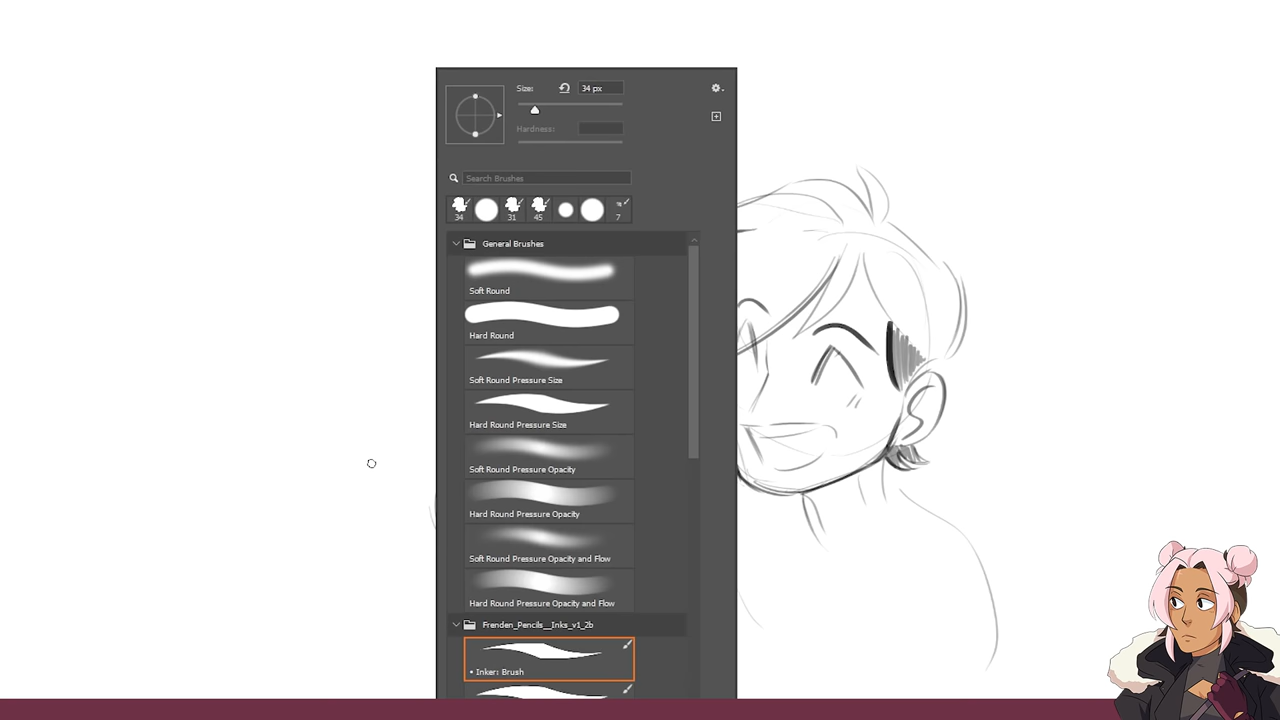 Size: 34 px
Hardness:
Search Brushes
34 31 45 7
General Brushes
Soft Round
Hard Round
Soft Round Pressure Size
Hard Round Pressure Size
Soft Round Pressure Opacity
Hard Round Pressure Opacity
Soft Round Pressure Opacity and Flow
Hard Round Pressure Opacity and Flow
Frenden_Pencils__Inks_v1_2b
• Inker: Brush